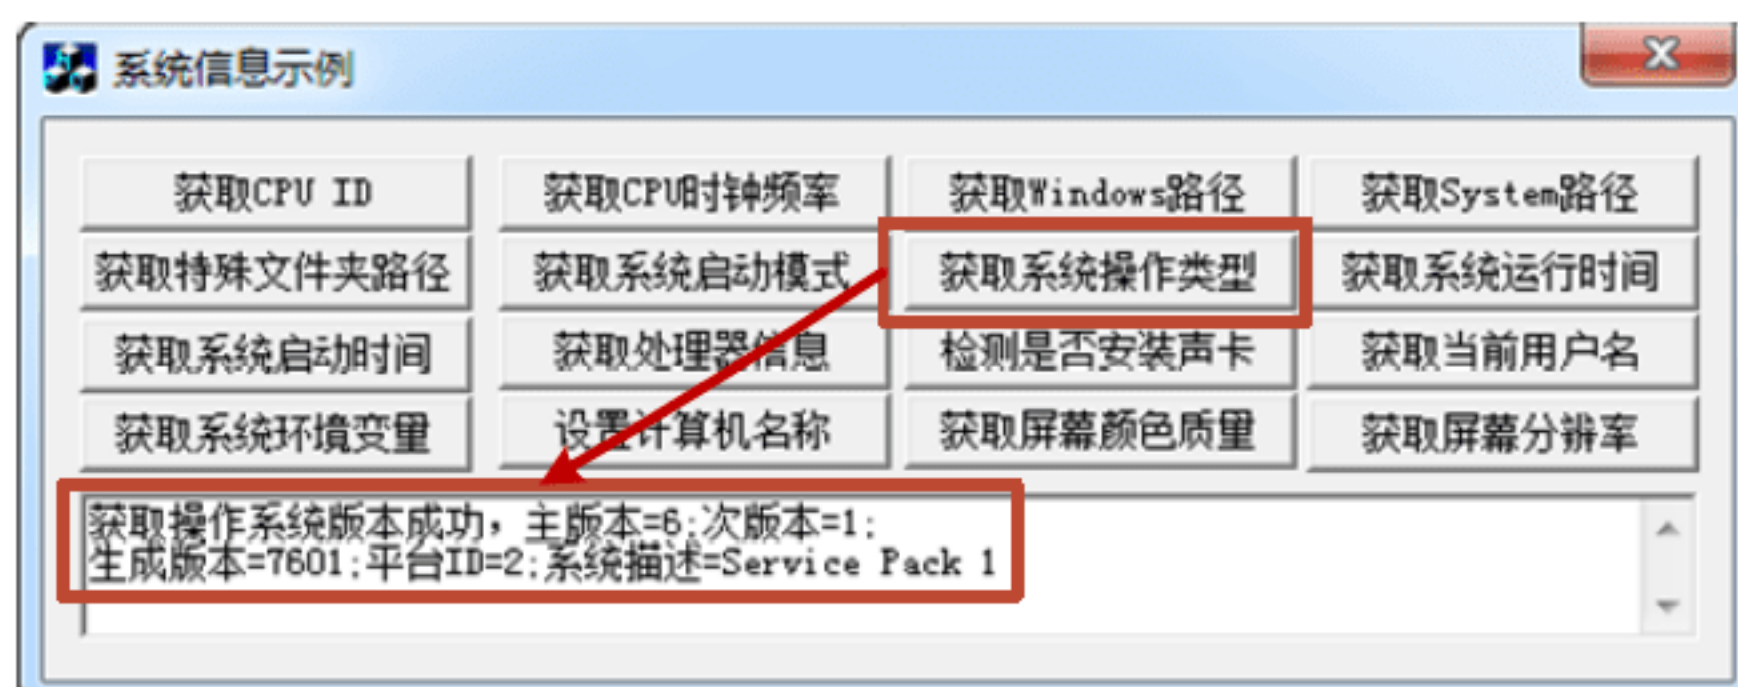 系统信息示例
获取CPU ID 获取CPU时钟频率 获取Windows路径 获取System路径
获取特殊文件夹路径 获取系统启动模式 获取系统操作类型 获取系统运行时间
获取系统启动时间 获取处理器信息 检测是否安装声卡 获取当前用户名
获取系统环境变量 设置计算机名称 获取屏幕颜色质量 获取屏幕分辨率
获取操作系统版本成功，主版本=6;次版本=1;
生成版本=7601;平台ID=2;系统描述=Service Pack 1